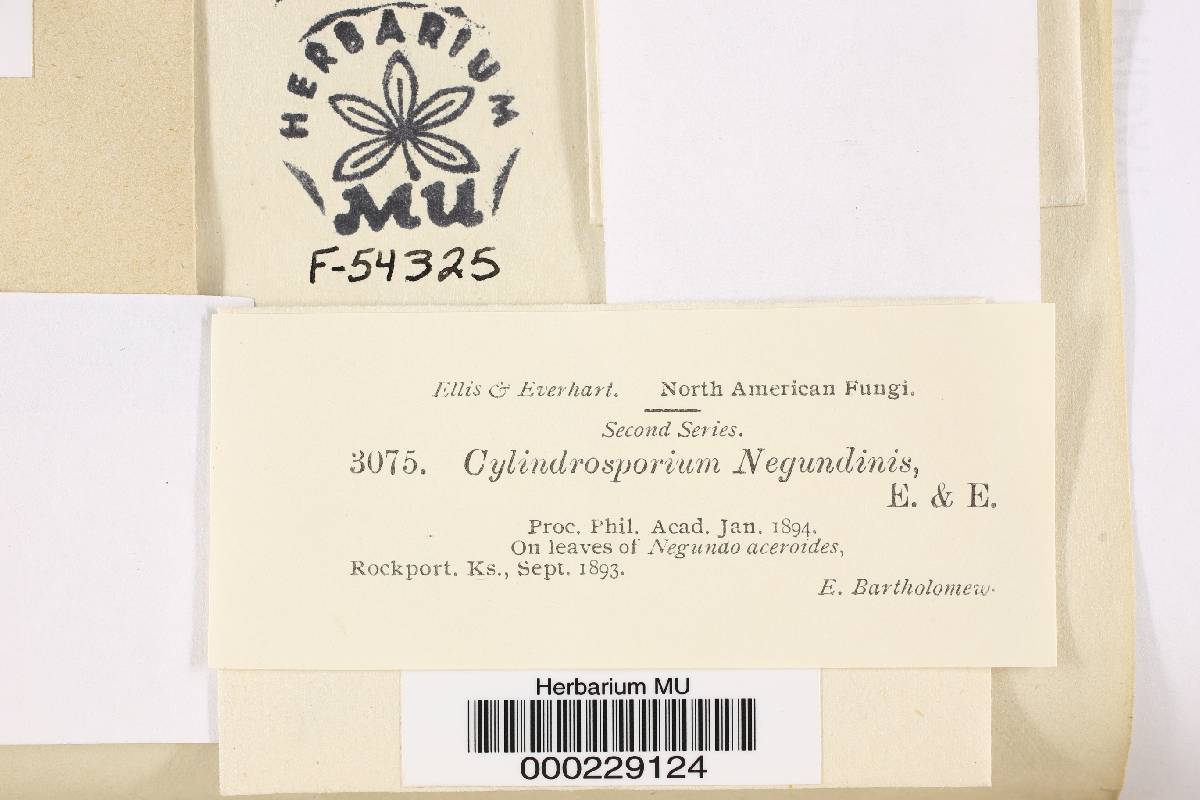 HERBARIUM
MU
F-54325
Ellis & Everhart. North American Fungi.
Second Series.
3075. Cylindrosporium Negundinis,
E. & E.
Proc. Phil. Acad. Jan. 1894.
On leaves of Negundo aceroides,
Rockport. Ks., Sept. 1893.
E. Bartholomew.
Herbarium MU
000229124